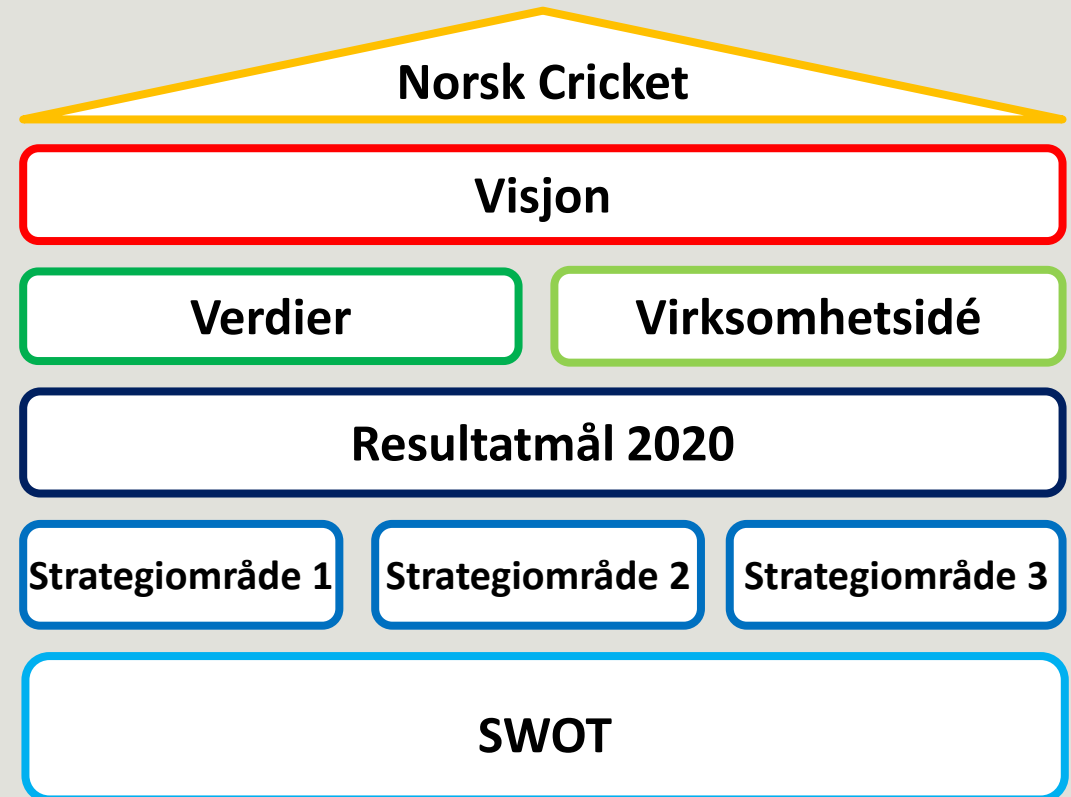 Norsk Cricket
Visjon
Verdier
Virksomhetsidé
Resultatmål 2020
Strategiområde 1
Strategiområde 2
Strategiområde 3
SWOT